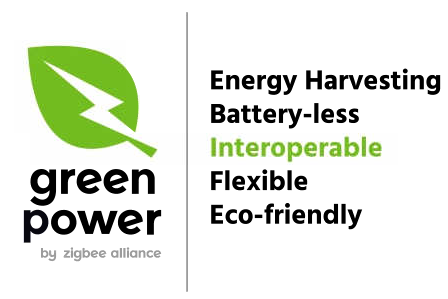 green
power
by zigbee alliance
Energy Harvesting
Battery-less
Interoperable
Flexible
Eco-friendly